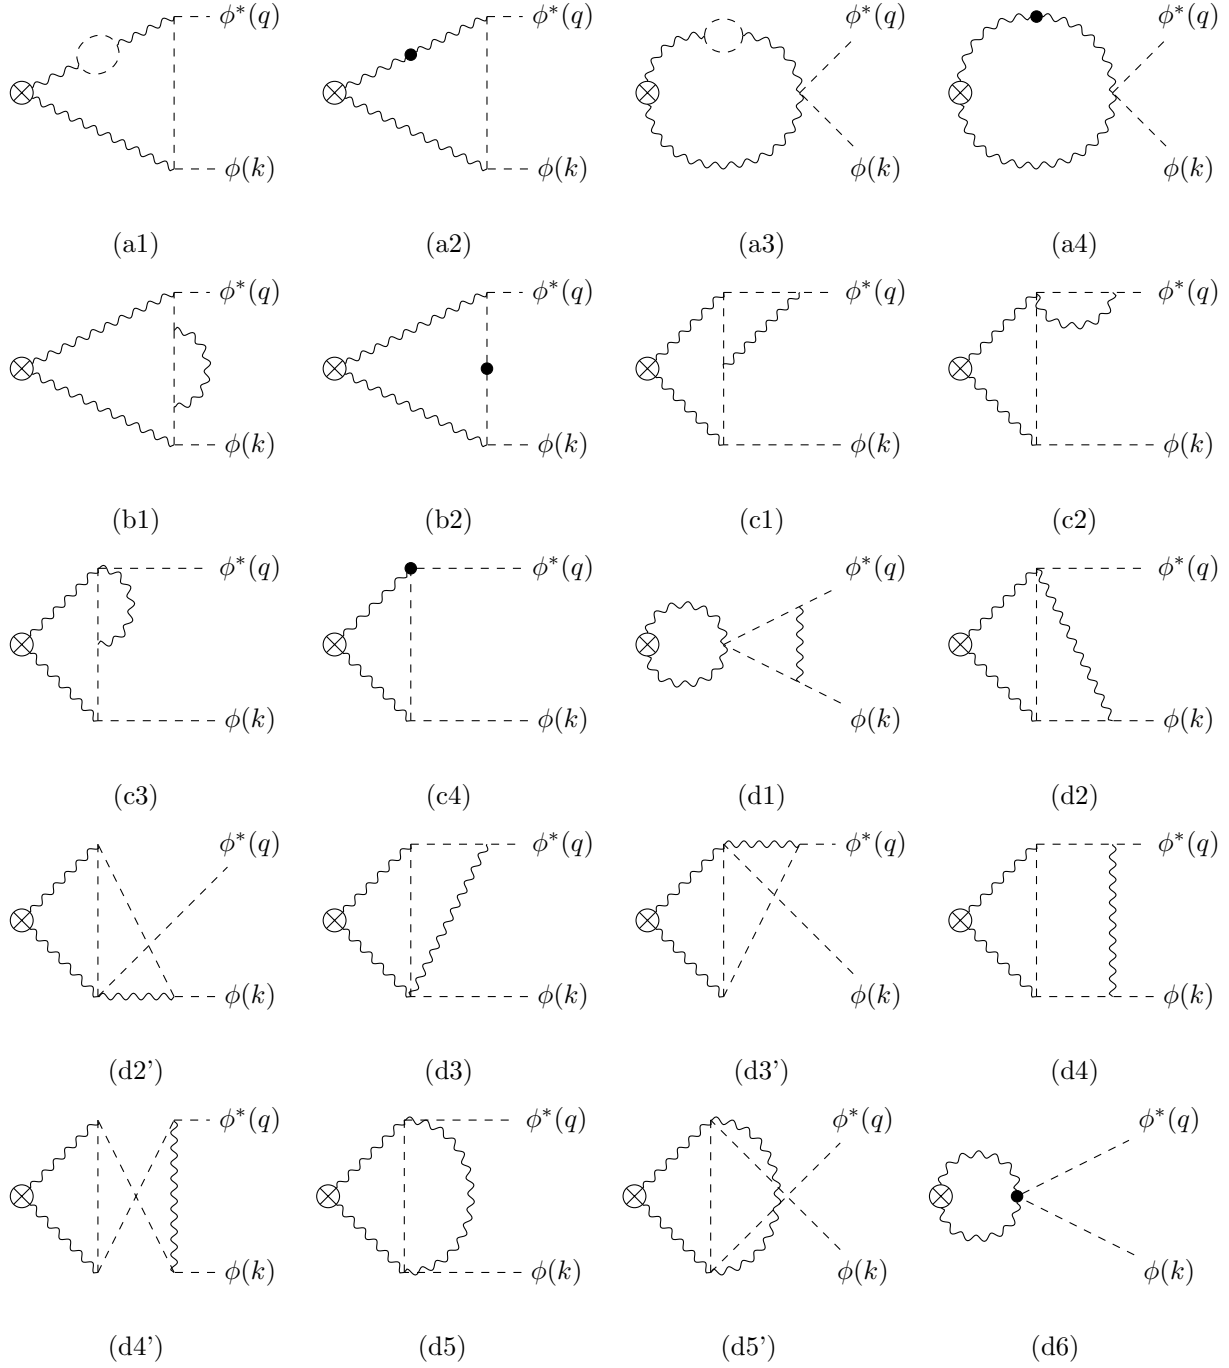 ϕ*(q) ϕ*(q) ϕ*(q) ϕ*(q)
ϕ(k) ϕ(k) ϕ(k) ϕ(k)
(a1) (a2) (a3) (a4)
ϕ*(q) ϕ*(q) ϕ*(q) ϕ*(q)
ϕ(k) ϕ(k) ϕ(k) ϕ(k)
(b1) (b2) (c1) (c2)
ϕ*(q) ϕ*(q) ϕ*(q) ϕ*(q)
ϕ(k) ϕ(k) ϕ(k) ϕ(k)
(c3) (c4) (d1) (d2)
ϕ*(q) ϕ*(q) ϕ*(q) ϕ*(q)
ϕ(k) ϕ(k) ϕ(k) ϕ(k)
(d2') (d3) (d3') (d4)
ϕ*(q) ϕ*(q) ϕ*(q) ϕ*(q)
ϕ(k) ϕ(k) ϕ(k) ϕ(k)
(d4') (d5) (d5') (d6)